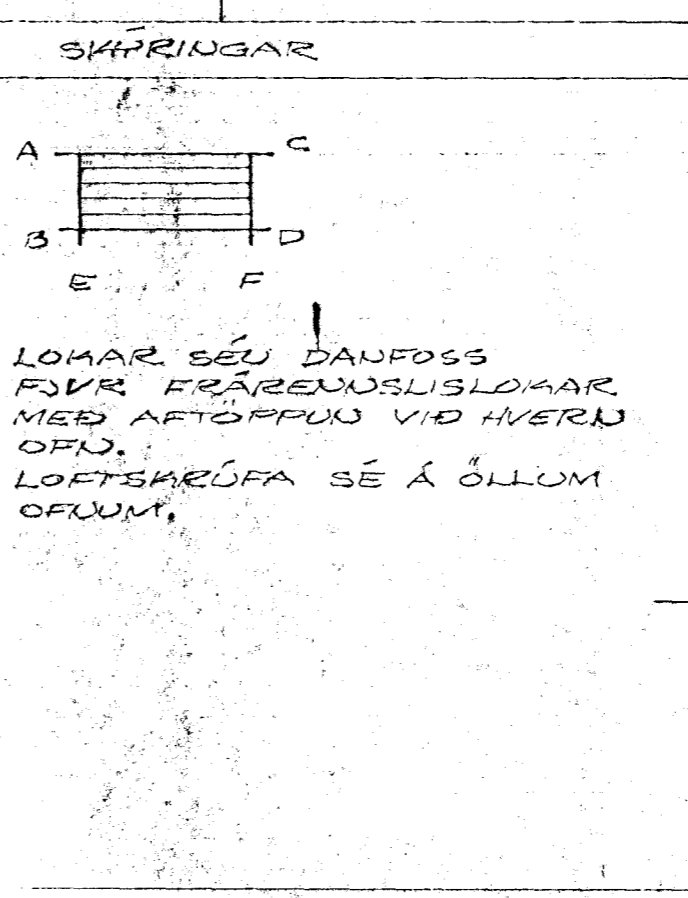 SKÝRINGAR
A C
B D
E F
LOKAR SÉU DANFOSS
FJVR FRÁRENNSLISLOKAR
MEÐ AFTÖPPUN VIÐ HVERN
OFN.
LOFTSKRÚFA SÉ Á ÖLLUM
OFNUM.